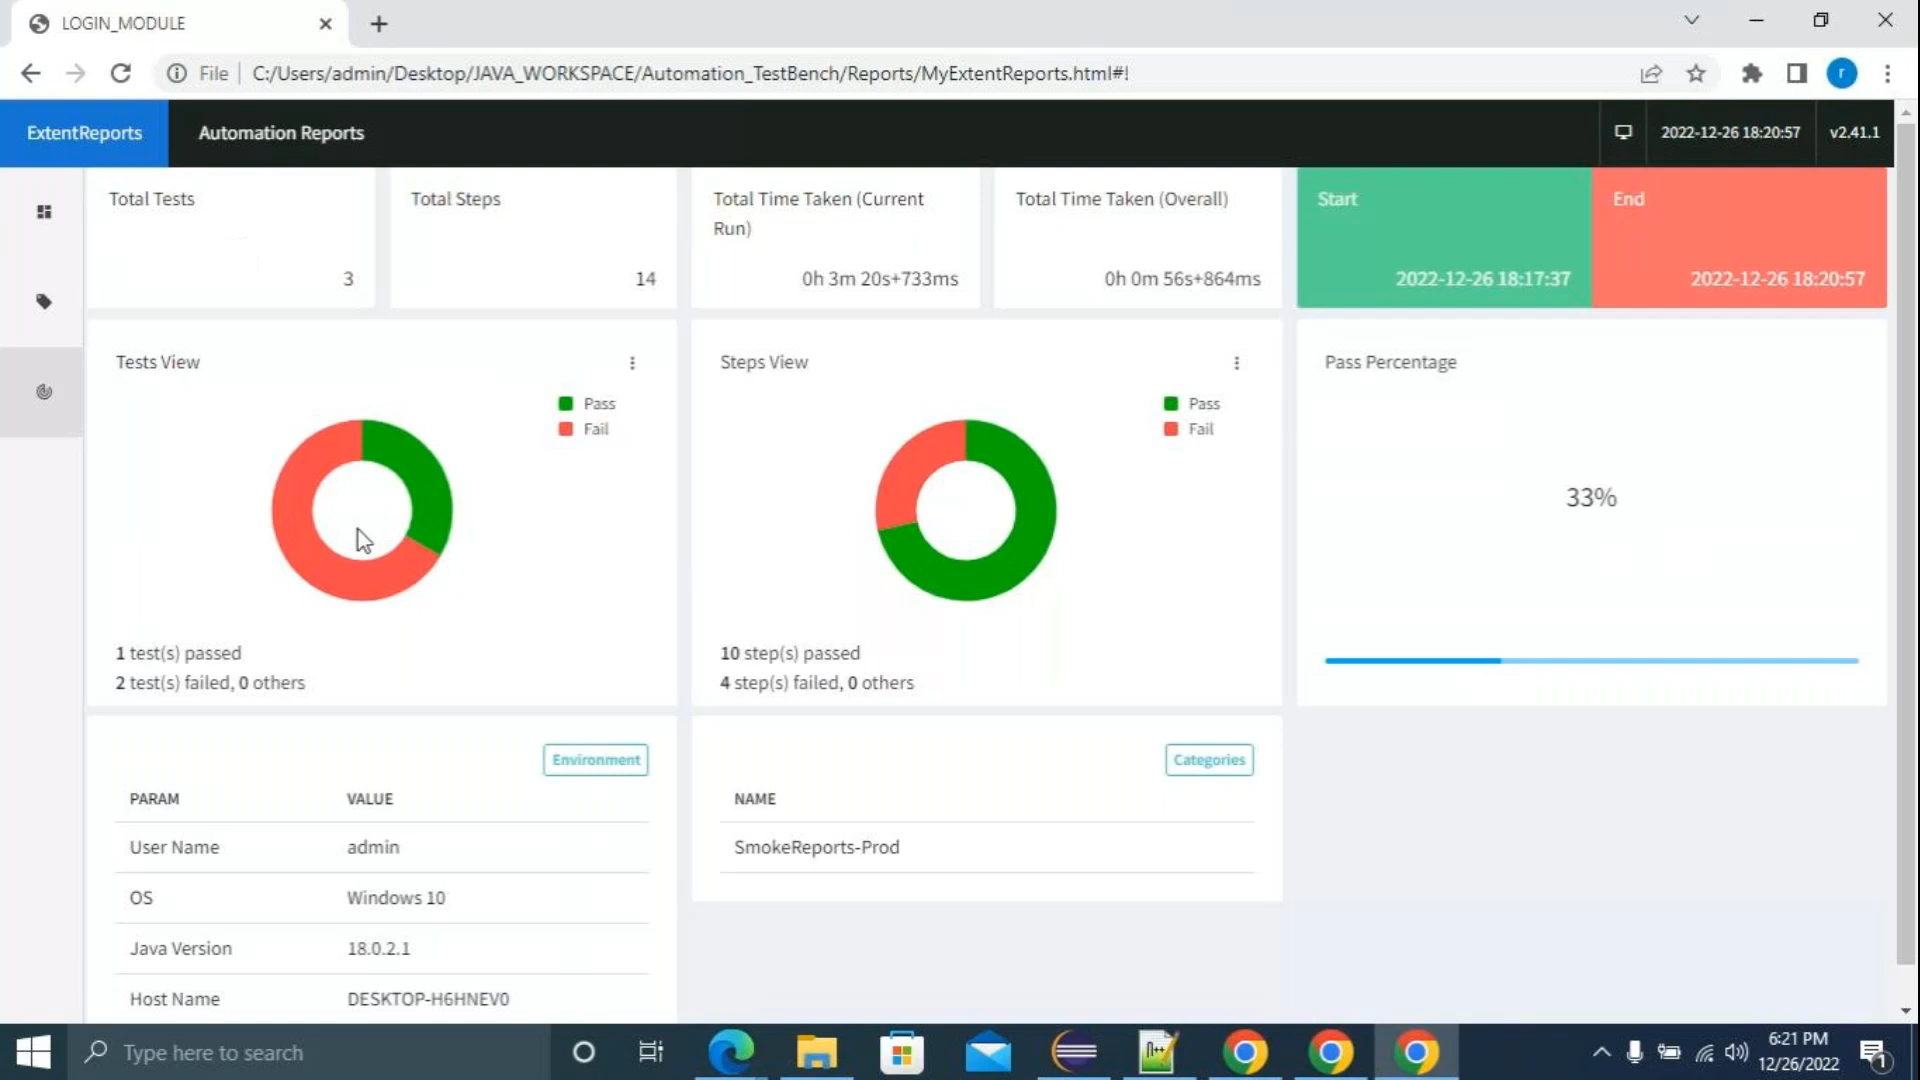 LOGIN_MODULE
File
C:/Users/admin/Desktop/JAVA_WORKSPACE/Automation_TestBench/Reports/MyExtentReports.html#!
r
ExtentReports
Automation Reports
2022-12-26 18:20:57
v2.41.1
Total Tests
3
Total Steps
14
Total Time Taken (Current
Run)
0h 3m 20s+733ms
Total Time Taken (Overall)
0h 0m 56s+864ms
Start
2022-12-26 18:17:37
End
2022-12-26 18:20:57
Tests View
Pass
Fail
1 test(s) passed
2 test(s) failed, 0 others
Steps View
Pass
Fail
10 step(s) passed
4 step(s) failed, 0 others
Pass Percentage
33%
Environment
PARAM VALUE
User Name admin
OS Windows 10
Java Version 18.0.2.1
Host Name DESKTOP-H6HNEV0
Categories
NAME
SmokeReports-Prod
Type here to search
6:21 PM
12/26/2022
1